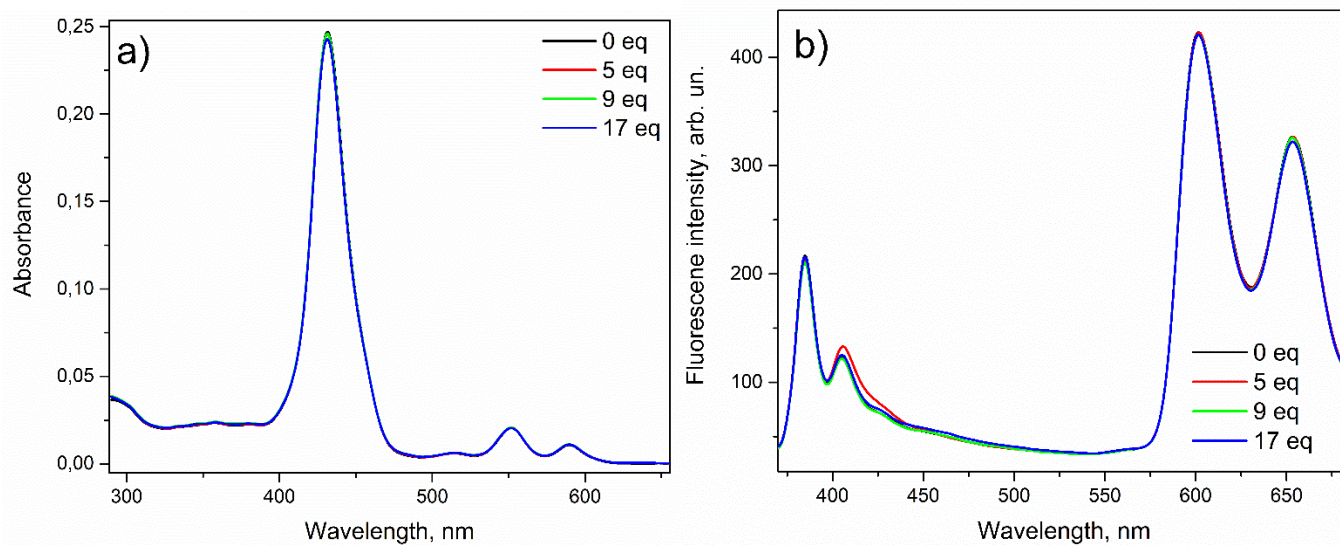 a)
0 eq
5 eq
9 eq
17 eq
0,25
0,20
0,15
0,10
0,05
0,00
Absorbance
300 400 500 600
Wavelength, nm
b)
400
300
200
100
Fluorescene intensity, arb. un.
0 eq
5 eq
9 eq
17 eq
400 450 500 550 600 650
Wavelength, nm